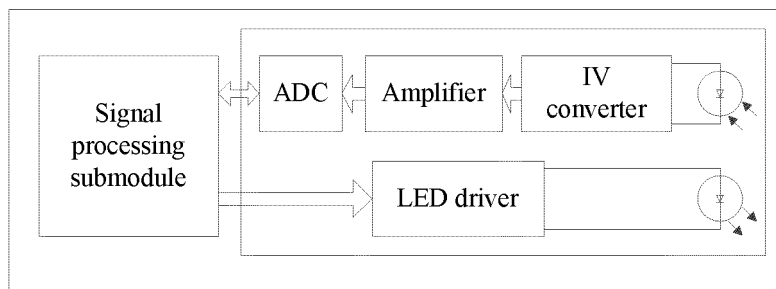 Signal
processing
submodule
ADC
Amplifier
IV
converter
LED driver